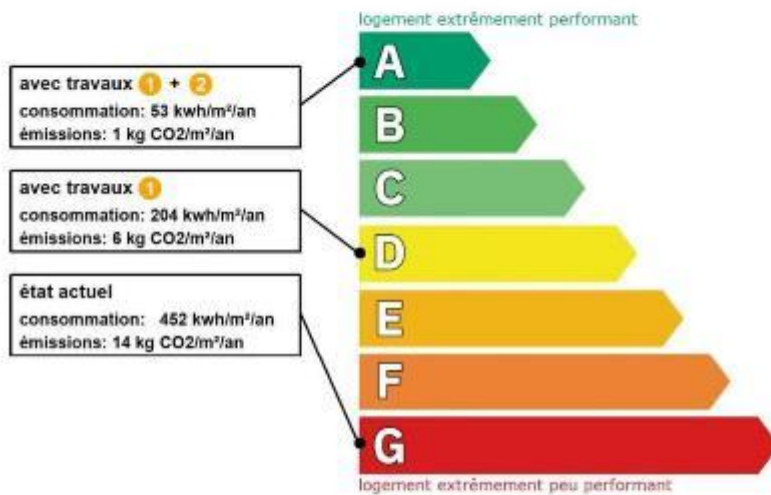 logement extrêmement performant
A
avec travaux 1 + 2
consommation: 53 kwh/m²/an
émissions: 1 kg CO2/m²/an
B
C
avec travaux 1
consommation: 204 kwh/m²/an
émissions: 6 kg CO2/m²/an
D
état actuel
consommation: 452 kwh/m²/an
émissions: 14 kg CO2/m²/an
E
F
G
logement extrêmement peu performant